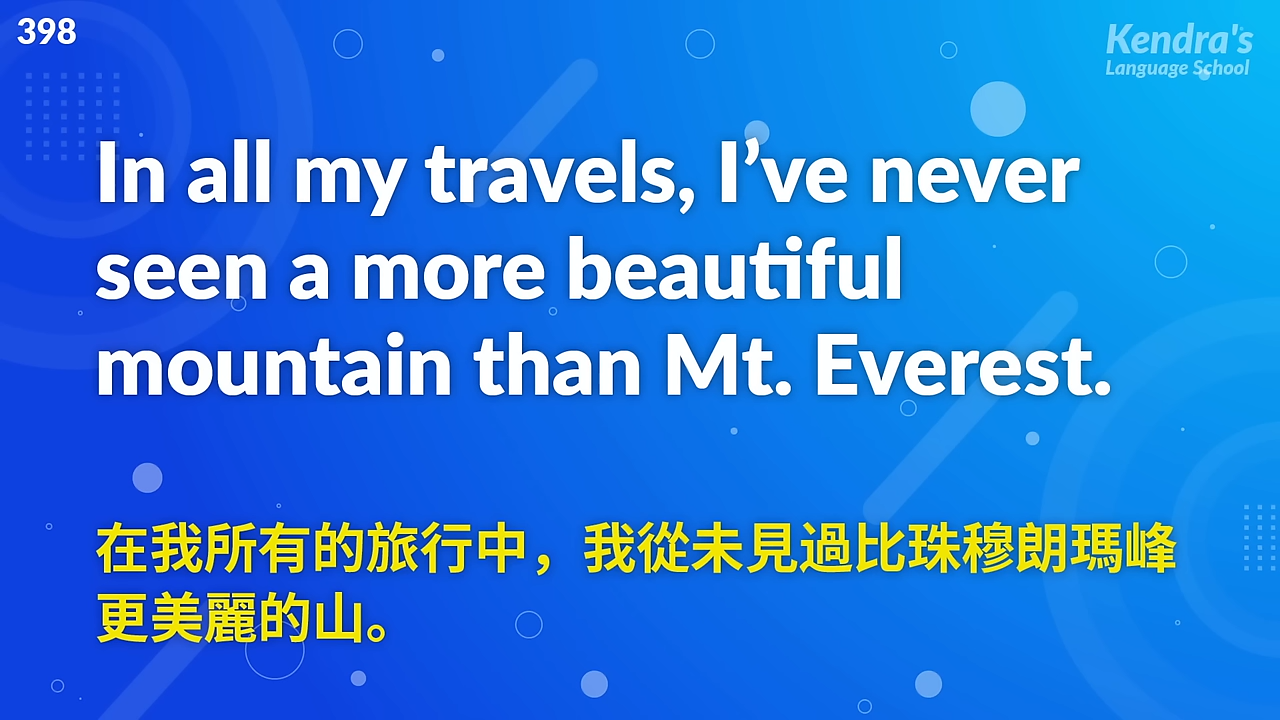 398
Kendra's
Language School
In all my travels, I’ve never
seen a more beautiful
mountain than Mt. Everest.
在我所有的旅行中，我從未見過比珠穆朗瑪峰
更美麗的山。